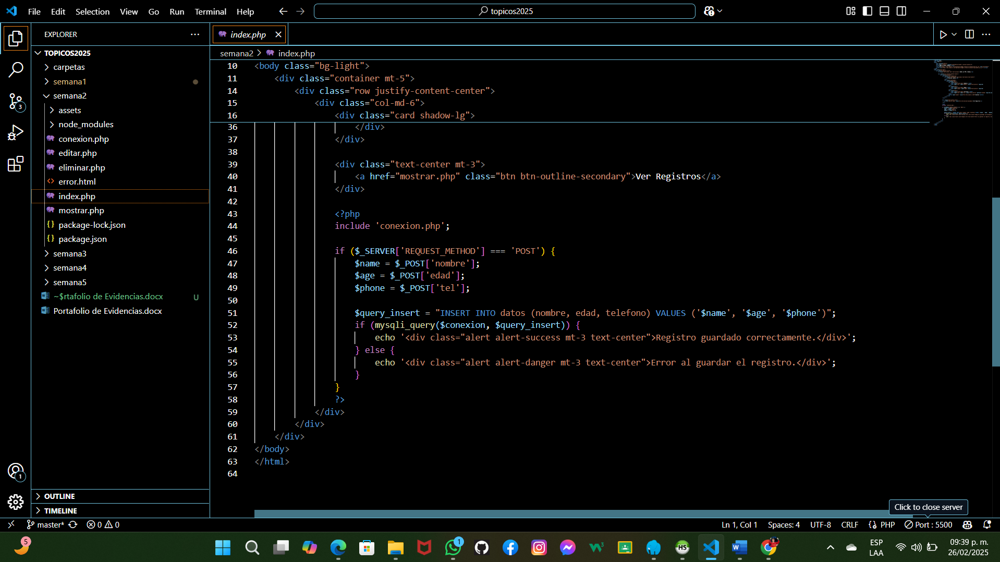 File Edit Selection View Go Run Terminal Help
topicos2025
EXPLORER
TOPICOS2025
carpetas
semana1
semana2
assets
node_modules
conexion.php
editar.php
eliminar.php
error.html
index.php
mostrar.php
package-lock.json
package.json
semana3
semana4
semana5
~$rtafolio de Evidencias.docx U
Portafolio de Evidencias.docx
OUTLINE
TIMELINE
3
1
index.php
semana2 > index.php
10 <body class="bg-light">
11 <div class="container mt-5">
14 <div class="row justify-content-center">
15 <div class="col-md-6">
16 <div class="card shadow-lg">
36 </div>
37 </div>
38
39 <div class="text-center mt-3">
40 <a href="mostrar.php" class="btn btn-outline-secondary">Ver Registros</a>
41 </div>
42
43 <?php
44 include 'conexion.php';
45
46 if ($_SERVER['REQUEST_METHOD'] === 'POST') {
47 $name = $_POST['nombre'];
48 $age = $_POST['edad'];
49 $phone = $_POST['tel'];
50
51 $query_insert = "INSERT INTO datos (nombre, edad, telefono) VALUES ('$name', '$age', '$phone')";
52 if (mysqli_query($conexion, $query_insert)) {
53 echo '<div class="alert alert-success mt-3 text-center">Registro guardado correctamente.</div>';
54 } else {
55 echo '<div class="alert alert-danger mt-3 text-center">Error al guardar el registro.</div>';
56 }
57 }
58 ?>
59 </div>
60 </div>
61 </div>
62 </body>
63 </html>
64
Click to close server
master* 0 0 Ln 1, Col 1 Spaces: 4 UTF-8 CRLF {} PHP Port : 5500
5
1
HS
ESP
LAA
09:39 p. m.
26/02/2025